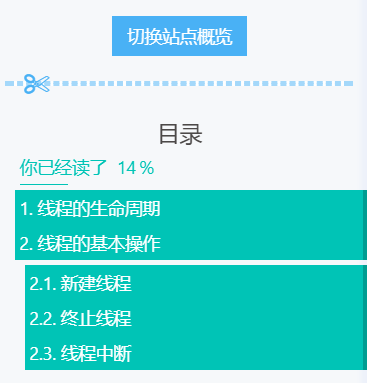 切换站点概览
目录
你已经读了 14 %
1. 线程的生命周期
2. 线程的基本操作
2.1. 新建线程
2.2. 终止线程
2.3. 线程中断